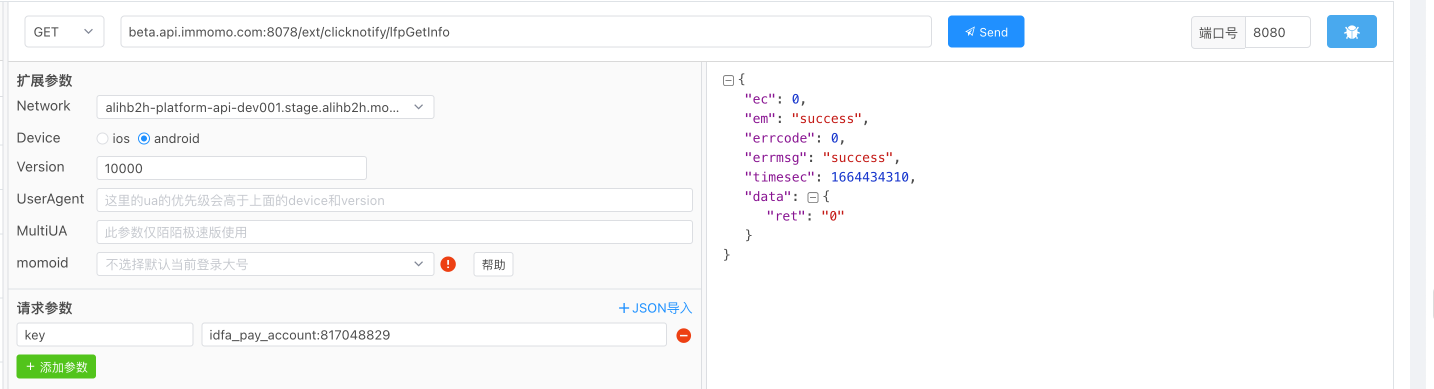 GET beta.api.immomo.com:8078/ext/clicknotify/lfpGetInfo Send 端口号 8080
扩展参数
Network alihb2h-platform-api-dev001.stage.alihb2h.mo...
Device ios android
Version 10000
UserAgent 这里的ua的优先级会高于上面的device和version
MultiUA 此参数仅陌陌极速版使用
momoid 不选择默认当前登录大号 帮助
请求参数 +JSON导入
key idfa_pay_account:817048829
+ 添加参数
{
"ec": 0,
"em": "success",
"errcode": 0,
"errmsg": "success",
"timesec": 1664434310,
"data": {
"ret": "0"
}
}